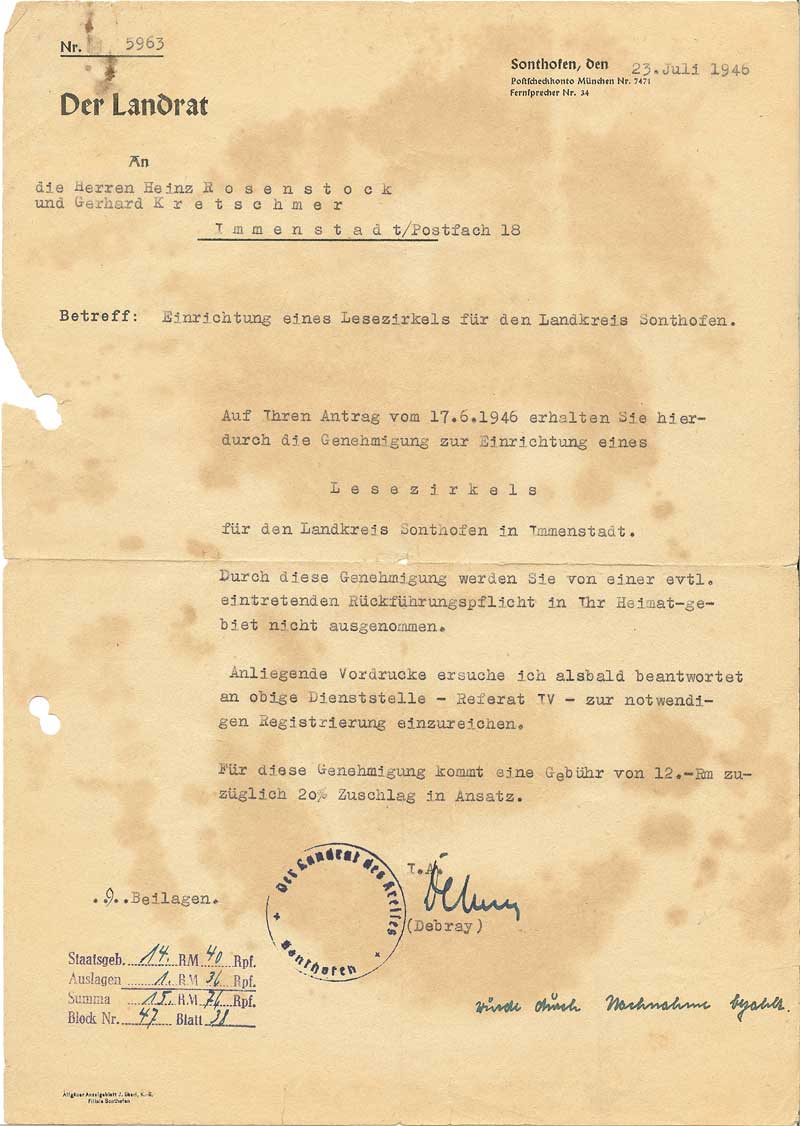 Nr. 5963
Sonthofen, den 23. Juli 1946
Postscheckkonto München Nr. 7471
Fernsprecher Nr. 34
Der Landrat
An
die Herren Heinz R o s e n s t o c k
und Gerhard K r e t s c h m e r
I m m e n s t a d t/Postfach 18
Betreff: Einrichtung eines Lesezirkels für den Landkreis Sonthofen.
Auf Ihren Antrag vom 17.6.1946 erhalten Sie hier-
durch die Genehmigung zur Einrichtung eines
L e s e z i r k e l s
für den Landkreis Sonthofen in Immenstadt.
Durch diese Genehmigung werden Sie von einer evtl.
eintretenden Rückführungspflicht in Ihr Heimat-ge-
biet nicht ausgenommen.
Anliegende Vordrucke ersuche ich alsbald beantwortet
an obige Dienststelle - Referat IV - zur notwendi-
gen Registrierung einzureichen.
Für diese Genehmigung kommt eine Gebühr von 12.-Rm zu-
züglich 20% Zuschlag in Ansatz.
I.A.
.9. Beilagen.
Der Landrat des Kreises
Sonthofen
(Debray)
Staatsgeb. 14. RM 40 Rpf.
Auslagen 1. RM 36 Rpf.
Summa 15. RM 76 Rpf.
Block Nr. 47 Blatt 38
wurde durch Nachnahme bezahlt.
Allgäuer Anzeigeblatt J. Eberl, K.-G.
Filiale Sonthofen